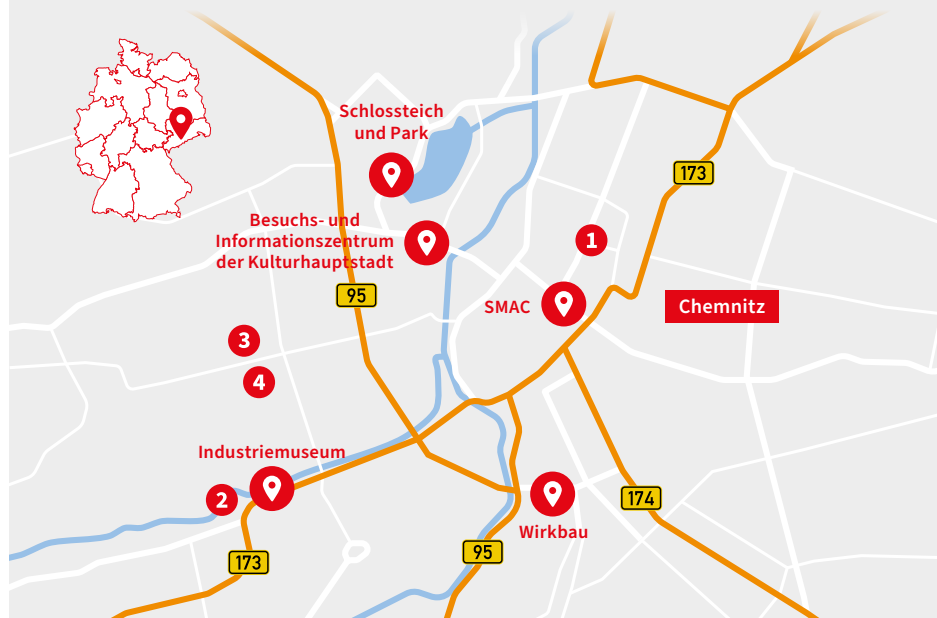 Schlossteich
und Park
173
Besuchs- und
Informationszentrum
der Kulturhauptstadt
1
95
SMAC
Chemnitz
3
4
Industriemuseum
2
174
Wirkbau
95
173